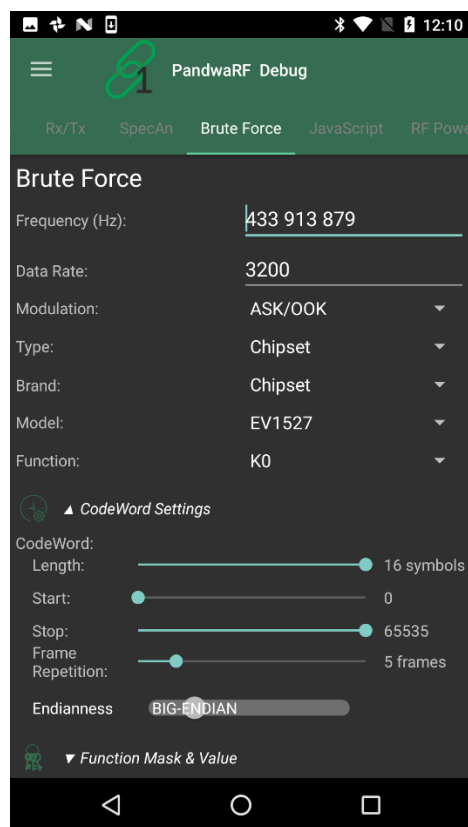 12:10
1 PandwaRF Debug
Rx/Tx SpecAn Brute Force JavaScript RF Powe
Brute Force
Frequency (Hz): 433 913 879
Data Rate: 3200
Modulation: ASK/OOK
Type: Chipset
Brand: Chipset
Model: EV1527
Function: K0
▲ CodeWord Settings
CodeWord:
Length: 16 symbols
Start: 0
Stop: 65535
Frame
Repetition: 5 frames
Endianness BIG-ENDIAN
▼ Function Mask & Value